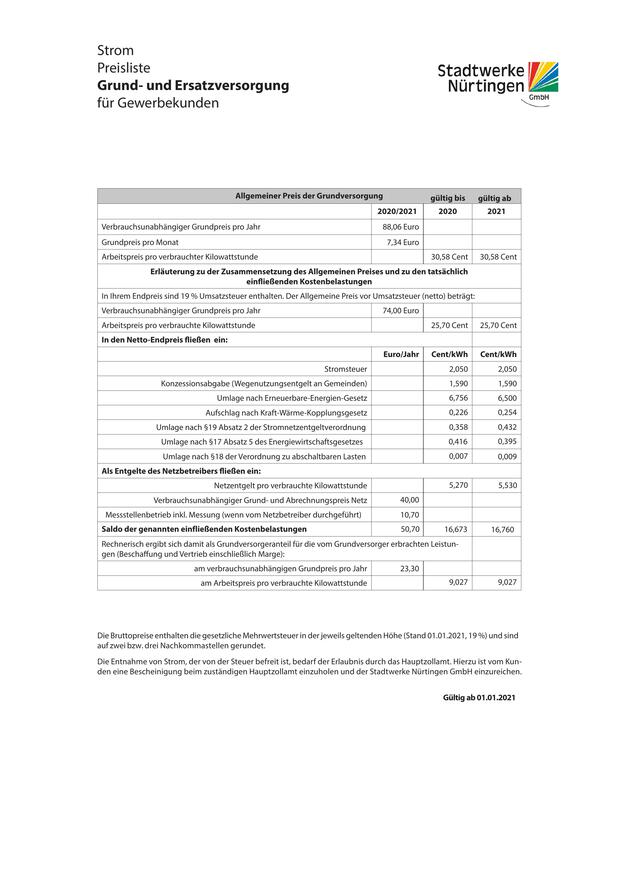 Strom
Preisliste
Grund- und Ersatzversorgung
für Gewerbekunden
Stadtwerke
Nürtingen
GmbH
Allgemeiner Preis der Grundversorgung gültig bis gültig ab
2020/2021 2020 2021
Verbrauchsunabhängiger Grundpreis pro Jahr 88,06 Euro
Grundpreis pro Monat 7,34 Euro
Arbeitspreis pro verbrauchter Kilowattstunde 30,58 Cent 30,58 Cent
Erläuterung zu der Zusammensetzung des Allgemeinen Preises und zu den tatsächlich
einfließenden Kostenbelastungen
In Ihrem Endpreis sind 19 % Umsatzsteuer enthalten. Der Allgemeine Preis vor Umsatzsteuer (netto) beträgt:
Verbrauchsunabhängiger Grundpreis pro Jahr 74,00 Euro
Arbeitspreis pro verbrauchte Kilowattstunde 25,70 Cent 25,70 Cent
In den Netto-Endpreis fließen ein:
Euro/Jahr Cent/kWh Cent/kWh
Stromsteuer 2,050 2,050
Konzessionsabgabe (Wegenutzungsentgelt an Gemeinden) 1,590 1,590
Umlage nach Erneuerbare-Energien-Gesetz 6,756 6,500
Aufschlag nach Kraft-Wärme-Kopplungsgesetz 0,226 0,254
Umlage nach §19 Absatz 2 der Stromnetzentgeltverordnung 0,358 0,432
Umlage nach §17 Absatz 5 des Energiewirtschaftsgesetzes 0,416 0,395
Umlage nach §18 der Verordnung zu abschaltbaren Lasten 0,007 0,009
Als Entgelte des Netzbetreibers fließen ein:
Netzentgelt pro verbrauchte Kilowattstunde 5,270 5,530
Verbrauchsunabhängiger Grund- und Abrechnungspreis Netz 40,00
Messstellenbetrieb inkl. Messung (wenn vom Netzbetreiber durchgeführt) 10,70
Saldo der genannten einfließenden Kostenbelastungen 50,70 16,673 16,760
Rechnerisch ergibt sich damit als Grundversorgeranteil für die vom Grundversorger erbrachten Leistun-
gen (Beschaffung und Vertrieb einschließlich Marge):
am verbrauchsunabhängigen Grundpreis pro Jahr 23,30
am Arbeitspreis pro verbrauchte Kilowattstunde 9,027 9,027
Die Bruttopreise enthalten die gesetzliche Mehrwertsteuer in der jeweils geltenden Höhe (Stand 01.01.2021, 19 %) und sind
auf zwei bzw. drei Nachkommastellen gerundet.
Die Entnahme von Strom, der von der Steuer befreit ist, bedarf der Erlaubnis durch das Hauptzollamt. Hierzu ist vom Kun-
den eine Bescheinigung beim zuständigen Hauptzollamt einzuholen und der Stadtwerke Nürtingen GmbH einzureichen.
Gültig ab 01.01.2021